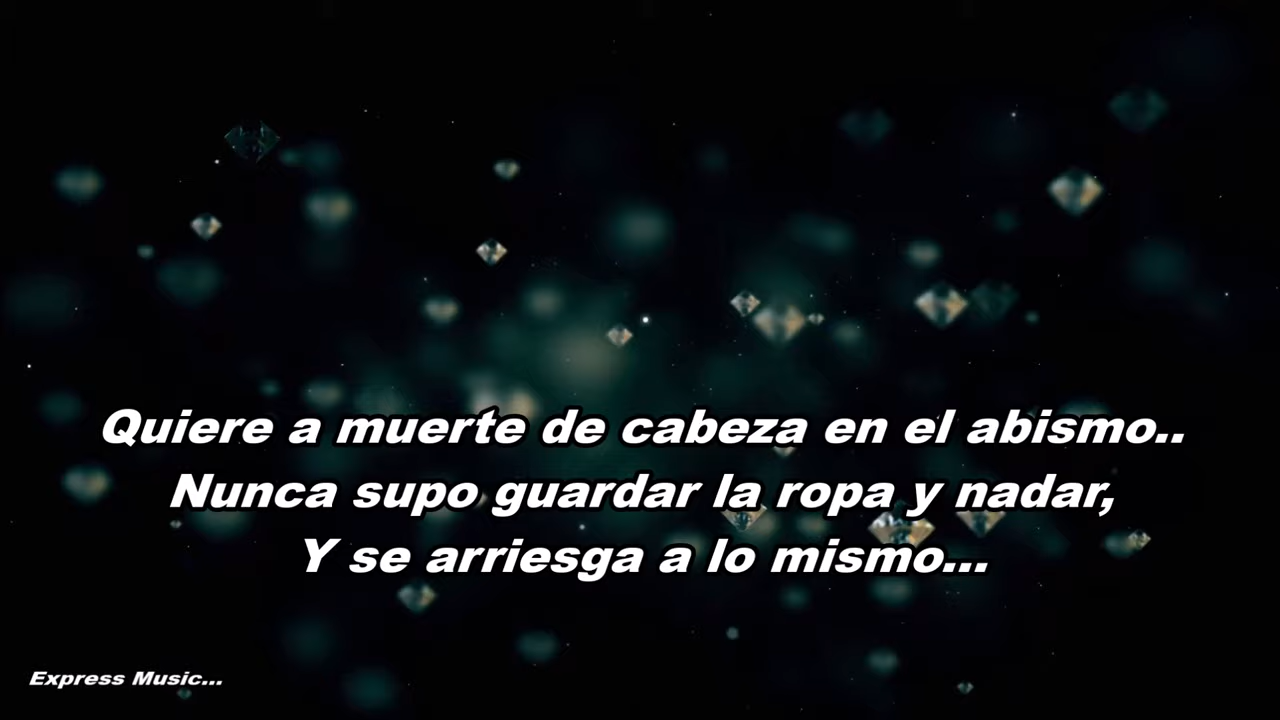 Quiere a muerte de cabeza en el abismo..
Nunca supo guardar la ropa y nadar,
Y se arriesga a lo mismo...
Express Music...